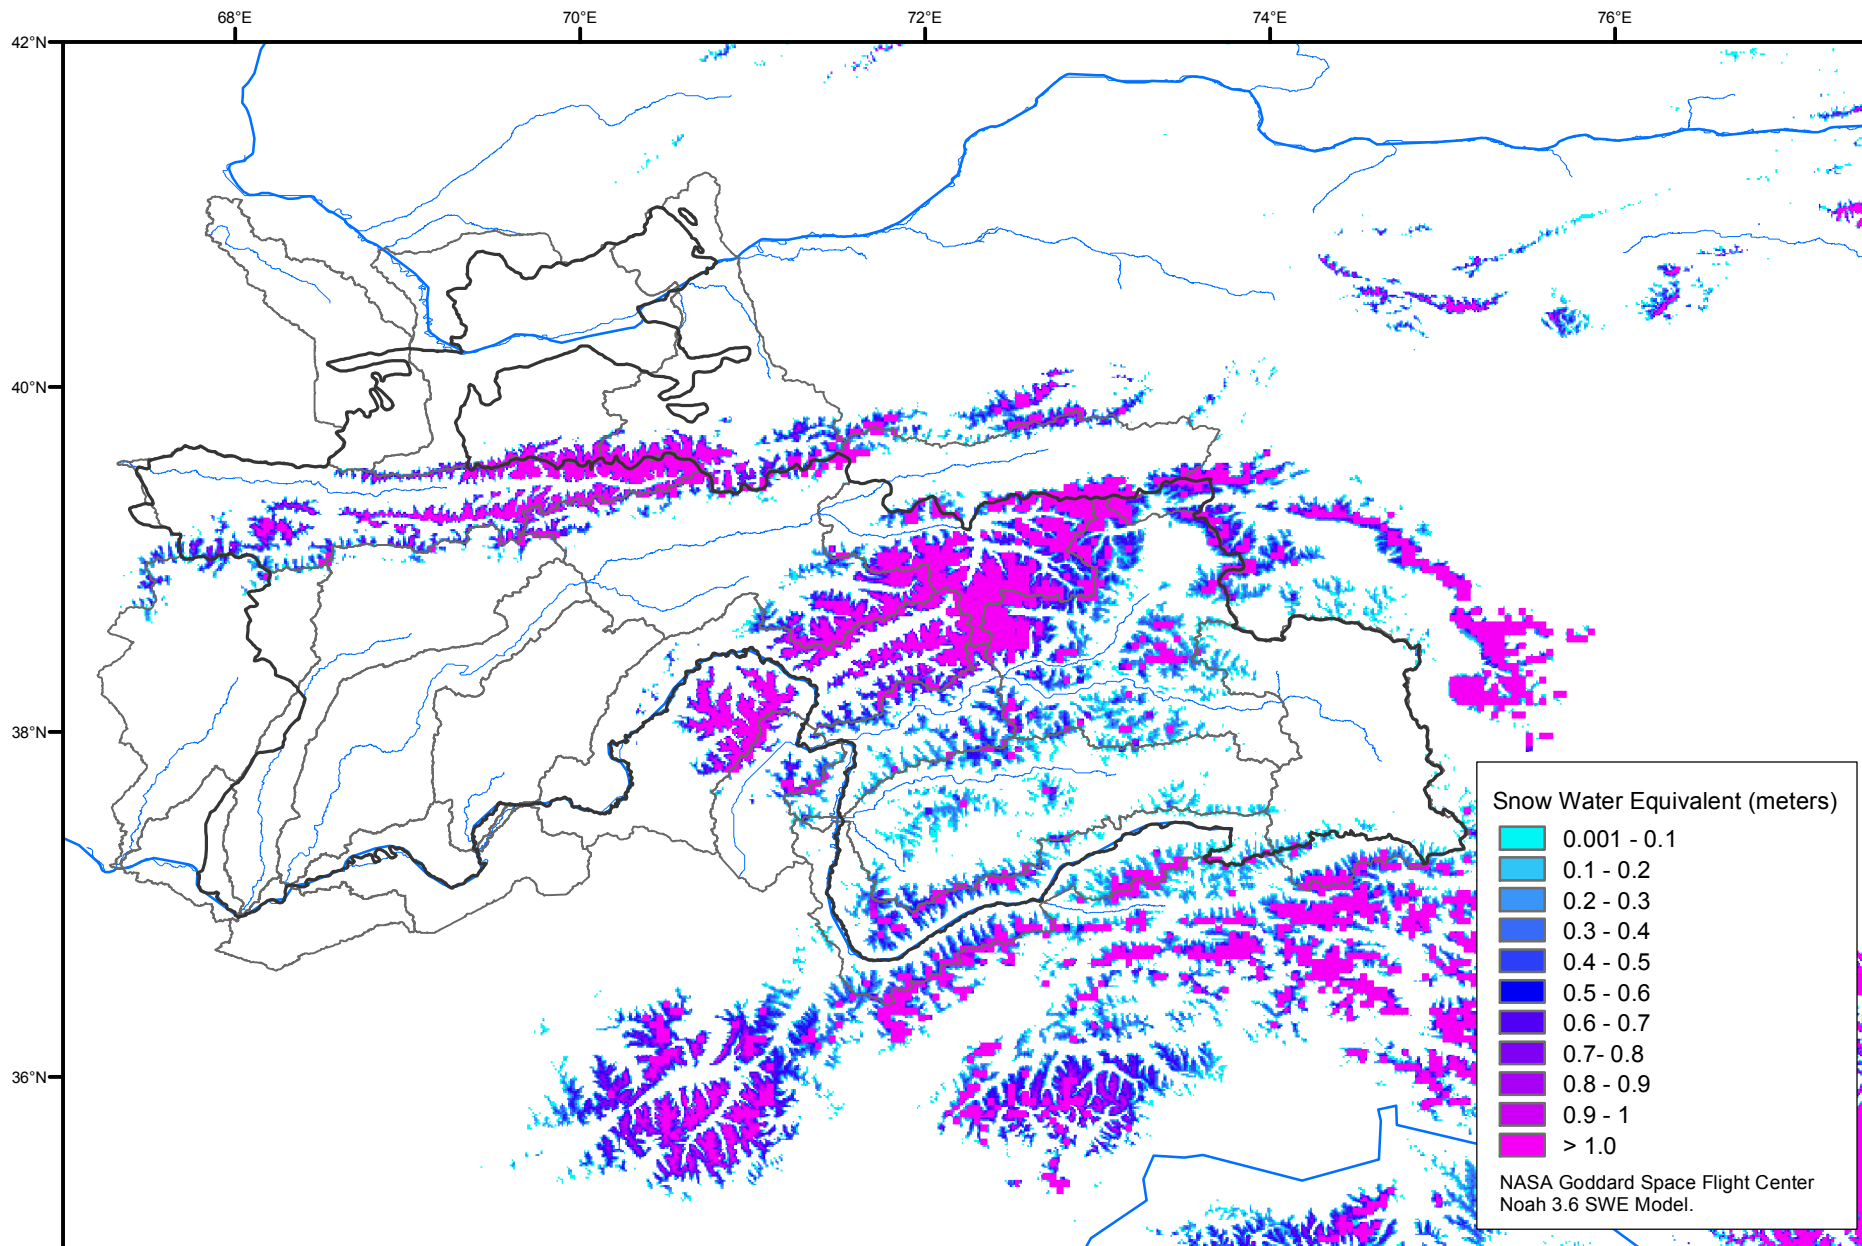 68°E 70°E 72°E 74°E 76°E
42°N
40°N
38°N
36°N
Snow Water Equivalent (meters)
0.001 - 0.1
0.1 - 0.2
0.2 - 0.3
0.3 - 0.4
0.4 - 0.5
0.5 - 0.6
0.6 - 0.7
0.7- 0.8
0.8 - 0.9
0.9 - 1
> 1.0
NASA Goddard Space Flight Center
Noah 3.6 SWE Model.